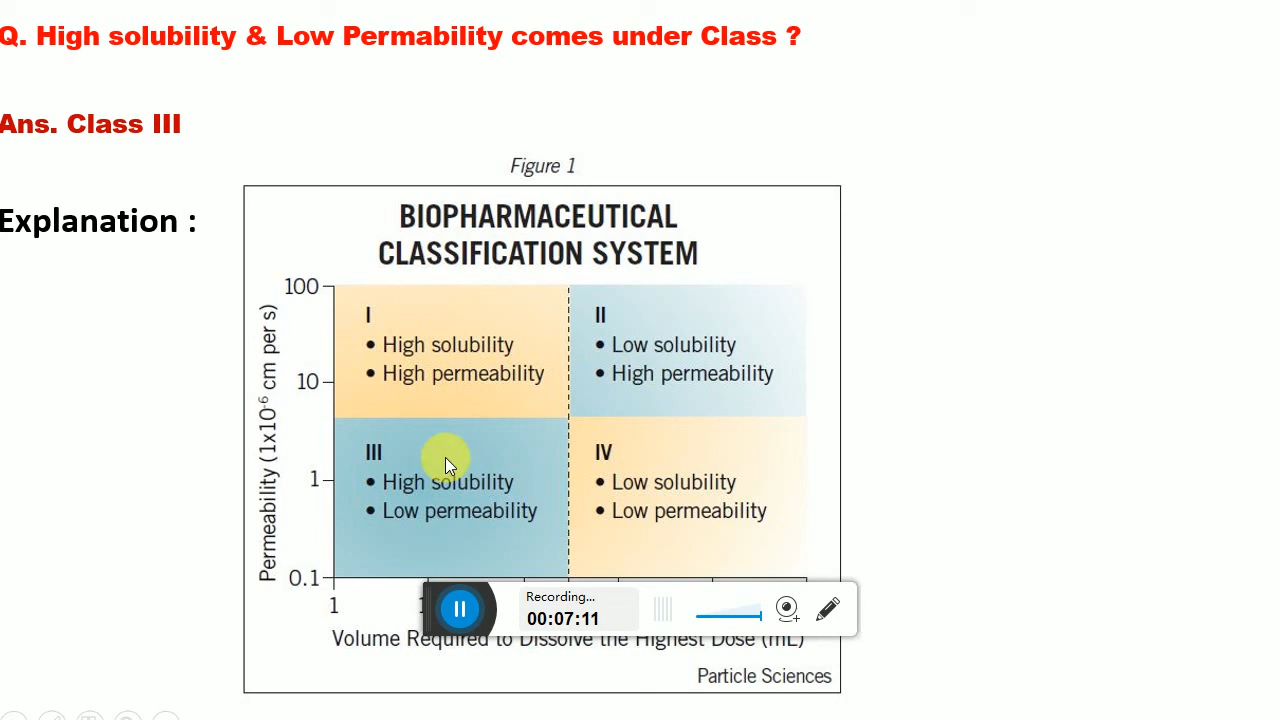 Q. High solubility & Low Permability comes under Class ?
Ans. Class III
Explanation :
Figure 1
BIOPHARMACEUTICAL
CLASSIFICATION SYSTEM
Permeability (1x10⁻⁶ cm per s)
100
10
1
0.1
I
• High solubility
• High permeability
II
• Low solubility
• High permeability
III
• High solubility
• Low permeability
IV
• Low solubility
• Low permeability
1
Recording...
00:07:11
Volume Required to Dissolve the Highest Dose (mL)
Particle Sciences